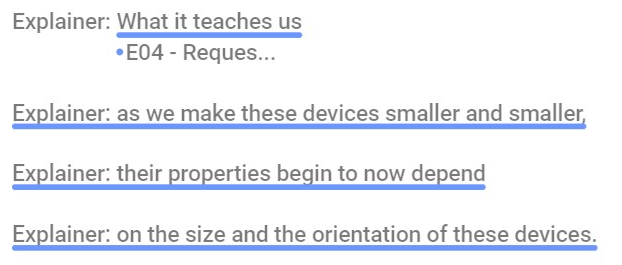 Explainer: What it teaches us
•E04 - Reques...
Explainer: as we make these devices smaller and smaller,
Explainer: their properties begin to now depend
Explainer: on the size and the orientation of these devices.